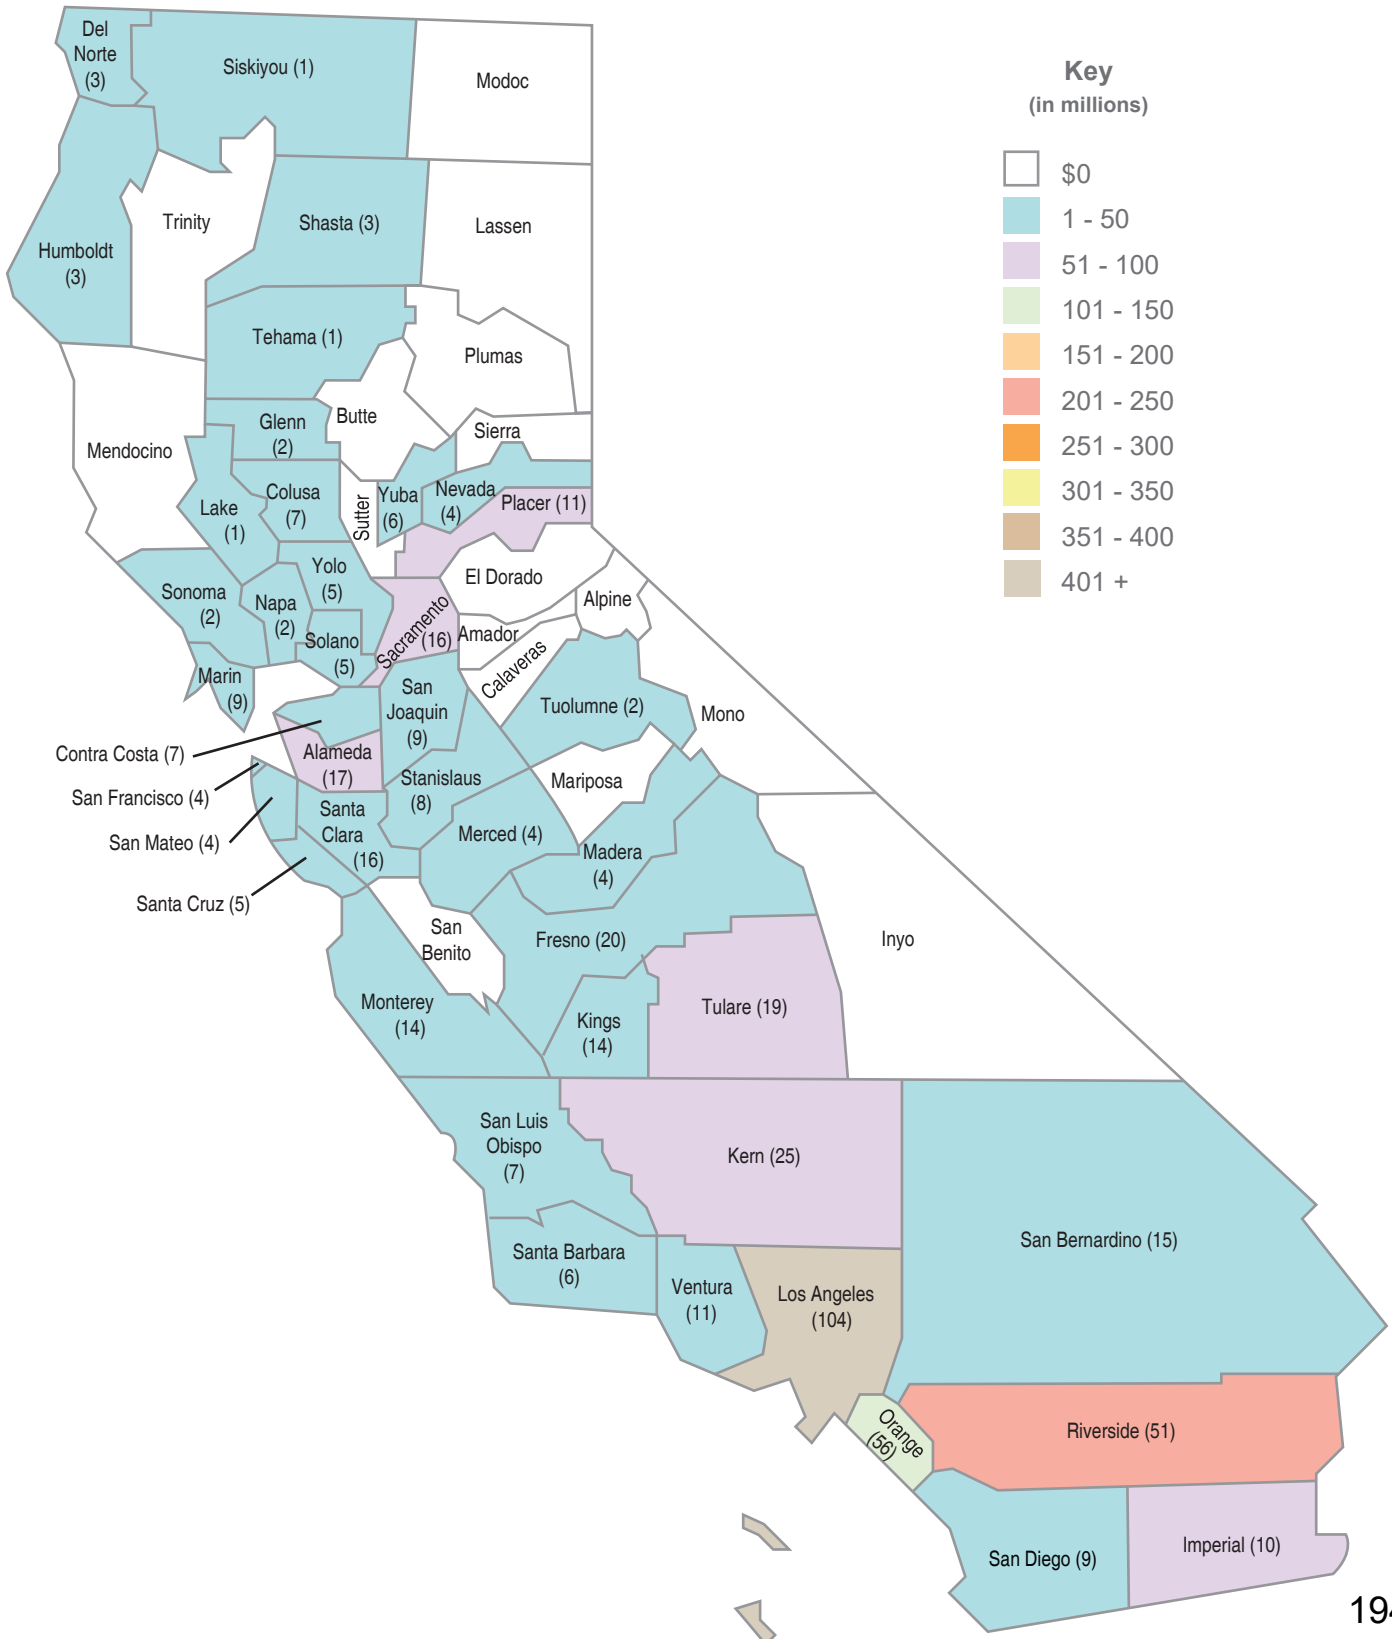 Del
Norte
(3)
Siskiyou (1)
Modoc
Key
(in millions)
$0
1 - 50
51 - 100
101 - 150
151 - 200
201 - 250
251 - 300
301 - 350
351 - 400
401 +
Humboldt
(3)
Trinity
Shasta (3)
Lassen
Tehama (1)
Plumas
Mendocino
Glenn
(2)
Butte
Sierra
Lake
(1)
Colusa
(7)
Sutter
Yuba
(6)
Nevada
(4)
Placer (11)
Sonoma
(2)
Napa
(2)
Yolo
(5)
Solano
(5)
Sacramento
(16)
El Dorado
Amador
Alpine
Calaveras
Marin
(9)
San
Joaquin
(9)
Tuolumne (2)
Mono
Contra Costa (7)
Alameda
(17)
Stanislaus
(8)
Mariposa
San Francisco (4)
San Mateo (4)
Santa Cruz (5)
Santa
Clara
(16)
Merced (4)
Madera
(4)
San
Benito
Fresno (20)
Inyo
Monterey
(14)
Kings
(14)
Tulare (19)
San Luis
Obispo
(7)
Kern (25)
San Bernardino (15)
Santa Barbara
(6)
Ventura
(11)
Los Angeles
(104)
Orange
(56)
Riverside (51)
San Diego (9)
Imperial (10)